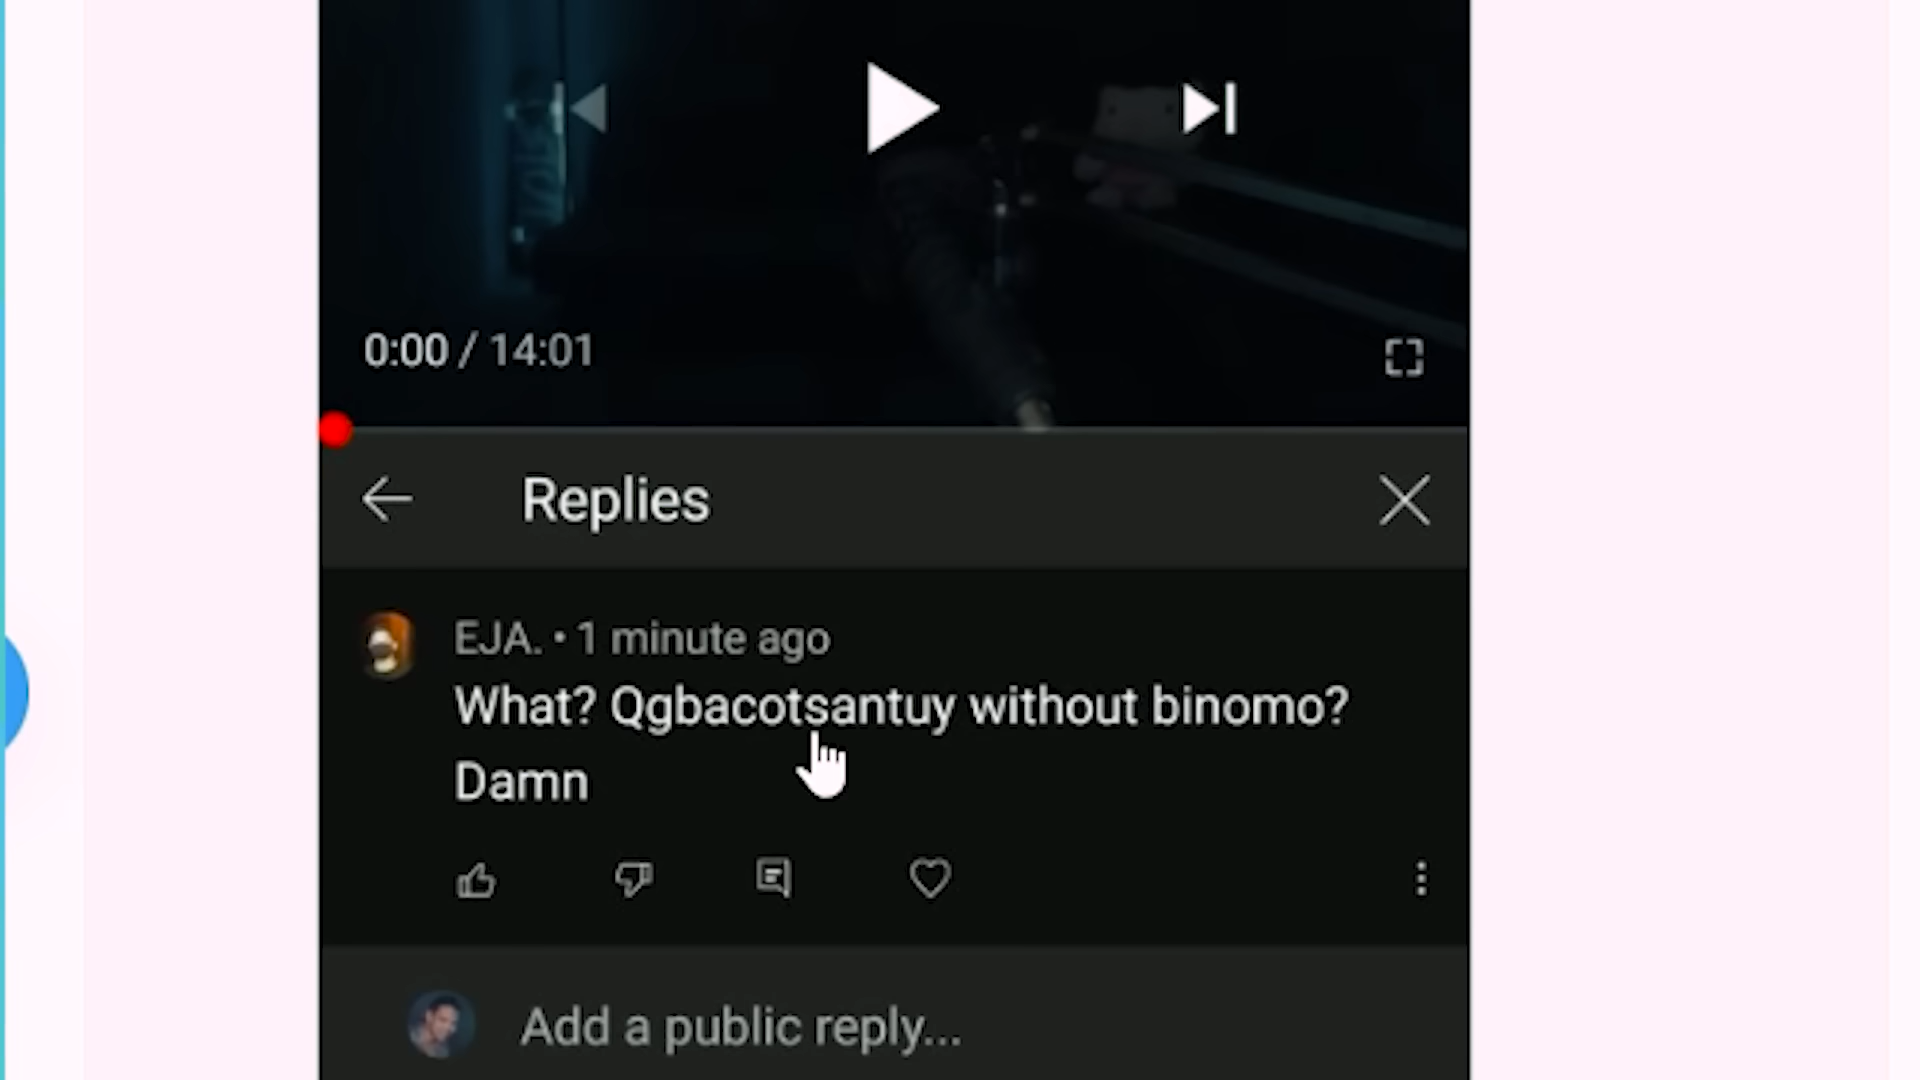 0:00 / 14:01
Replies
EJA. • 1 minute ago
What? Qgbacotsantuy without binomo?
Damn
Add a public reply...